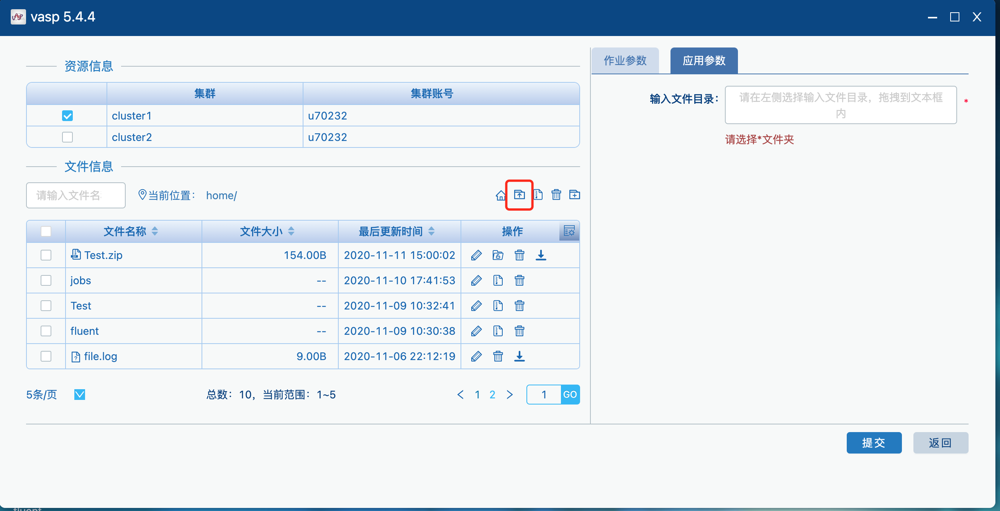 vasp 5.4.4
资源信息
集群 集群账号
cluster1 u70232
cluster2 u70232
文件信息
请输入文件名 当前位置： home/
文件名称 文件大小 最后更新时间 操作
Test.zip 154.00B 2020-11-11 15:00:02
jobs -- 2020-11-10 17:41:53
Test -- 2020-11-09 10:32:41
fluent -- 2020-11-09 10:30:38
file.log 9.00B 2020-11-06 22:12:19
5条/页 总数：10，当前范围：1~5 < 1 2 > 1 GO
作业参数 应用参数
输入文件目录： 请在左侧选择输入文件目录，拖拽到文本框
内
*
请选择*文件夹
提交 返回
fluent